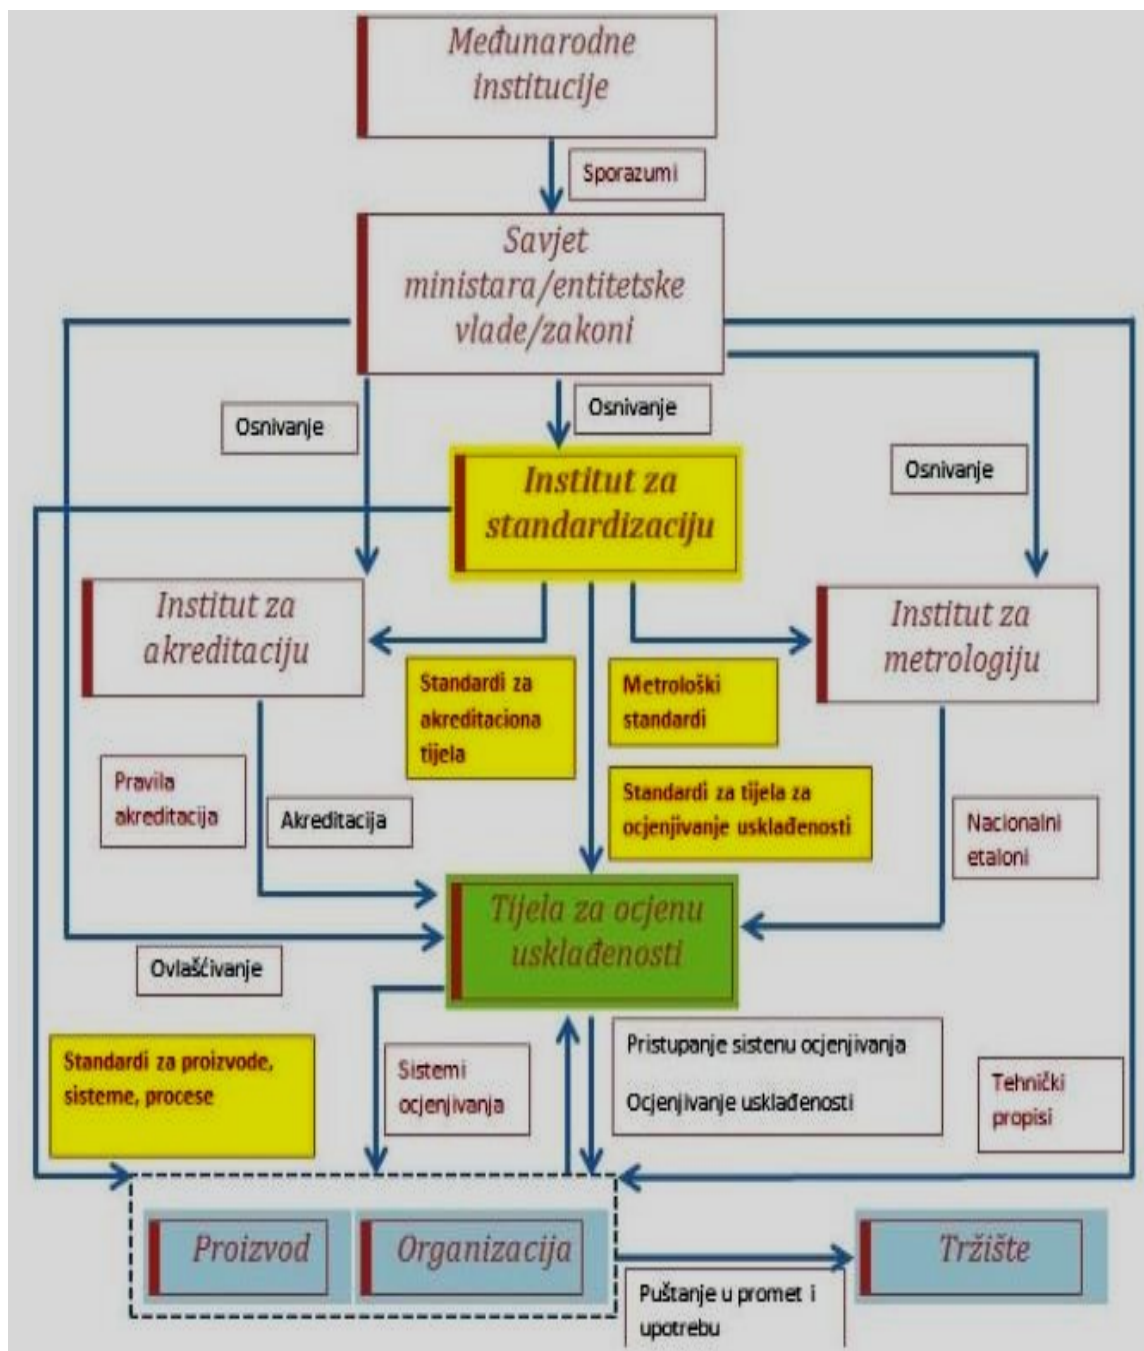 Međunarodne
institucije
Sporazumi
Savjet
ministara/entitetske
vlade/zakoni
Osnivanje
Osnivanje
Osnivanje
Institut za
standardizaciju
Institut za
akreditaciju
Institut za
metrologiju
Standardi za
akreditaciona
tijela
Metrološki
standardi
Pravila
akreditacija
Akreditacija
Standardi za tijela za
ocjenjivanje usklađenosti
Nacionalni
etaloni
Tijela za ocjenu
usklađenosti
Ovlašćivanje
Standardi za proizvode,
sisteme, procese
Sistemi
ocjenjivanja
Pristupanje sistenu ocjenjivanja
Ocjenjivanje usklađenosti
Tehnički
propisi
Proizvod
Organizacija
Tržište
Puštanje u promet i
upotrebu